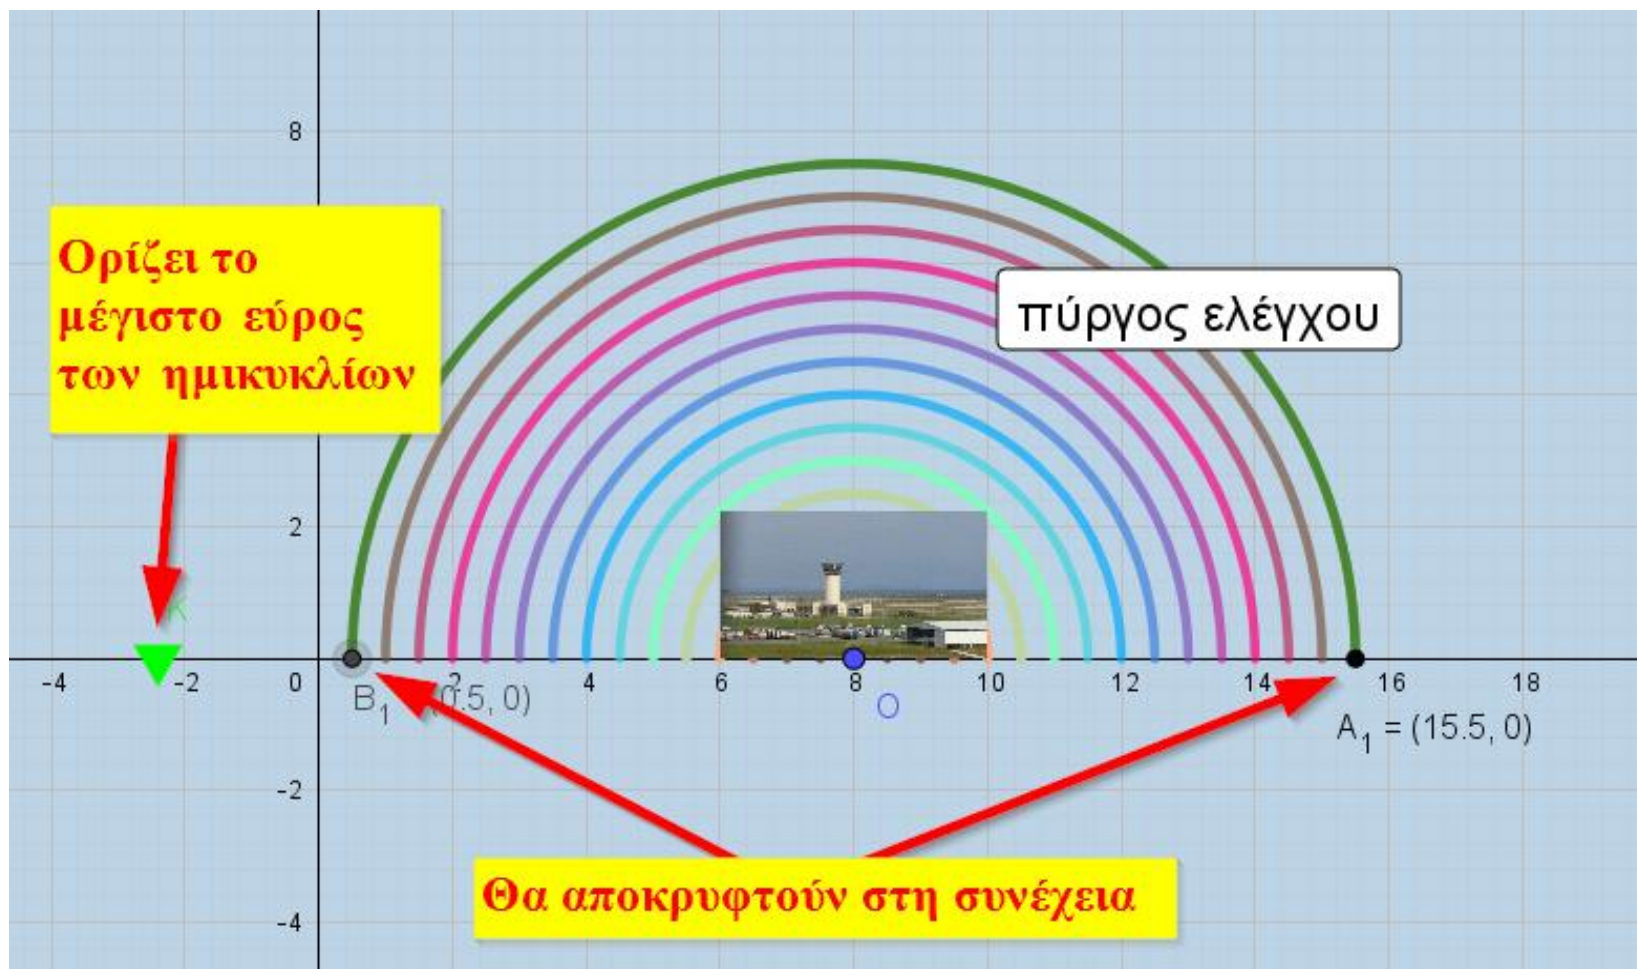 8
Ορίζει το
μέγιστο εύρος
των ημικυκλίων
πύργος ελέγχου
2
K
-4 -2 0 2 4 6 8 10 12 14 16 18
B1 (0.5, 0)
O
A1 = (15.5, 0)
-2
Θα αποκρυφτούν στη συνέχεια
-4